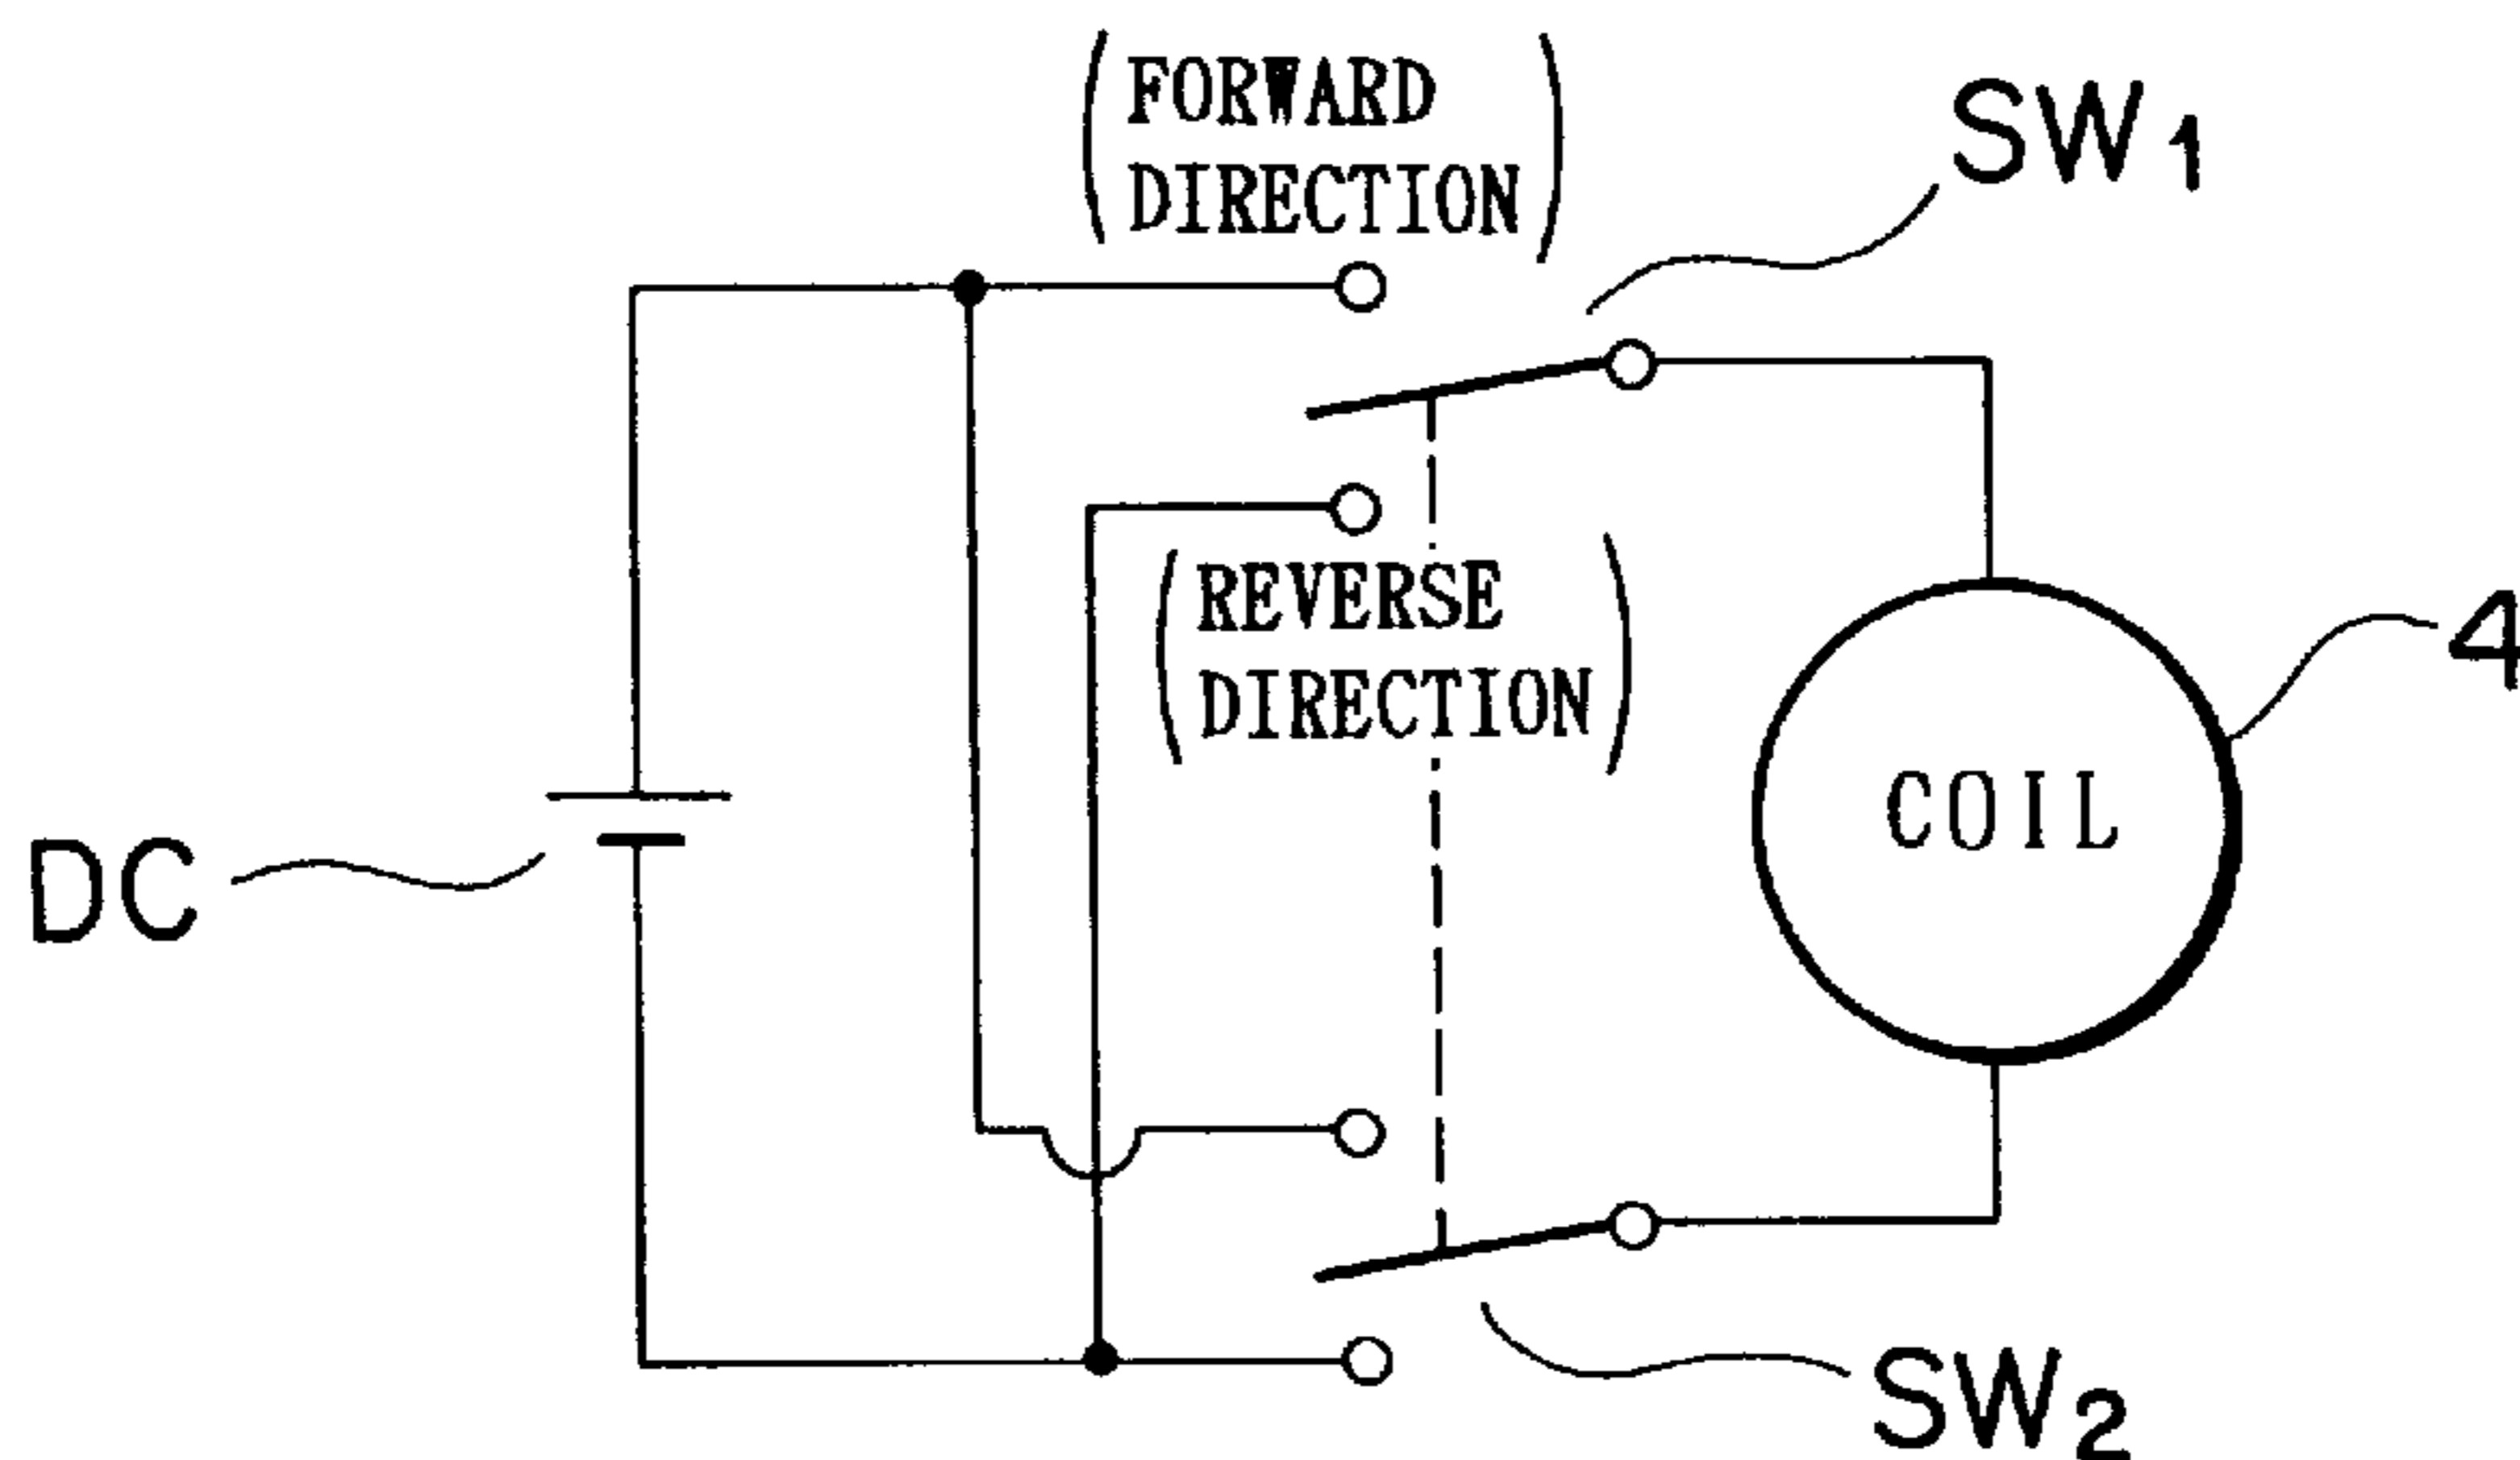 (FORWARD
DIRECTION)
SW1
(REVERSE
DIRECTION)
4
COIL
DC
SW2